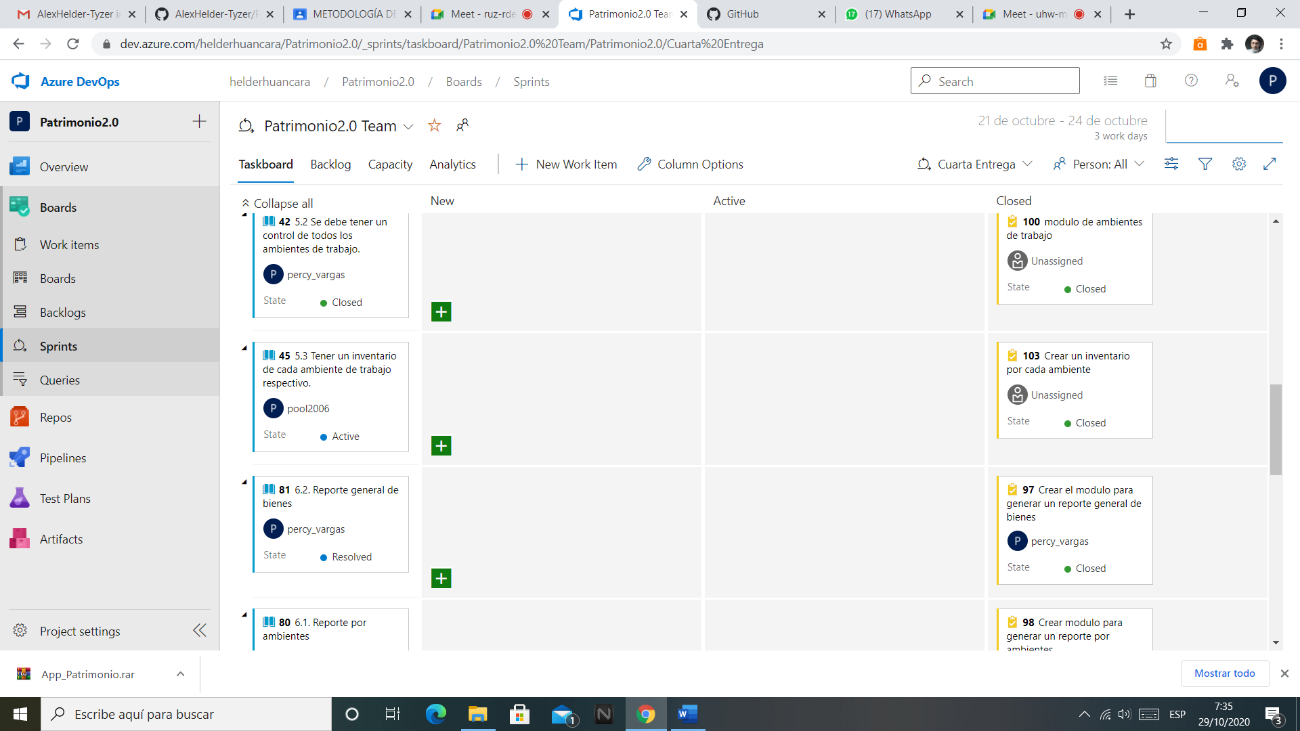 AlexHelder-Tyzer in
AlexHelder-Tyzer/P
METODOLOGÍA DE
Meet - ruz-rde
Patrimonio2.0 Tean
GitHub
(17) WhatsApp
Meet - uhw-m
dev.azure.com/helderhuancara/Patrimonio2.0/_sprints/taskboard/Patrimonio2.0%20Team/Patrimonio2.0/Cuarta%20Entrega
Azure DevOps
helderhuancara / Patrimonio2.0 / Boards / Sprints
Search
P
P Patrimonio2.0
Overview
Boards
Work items
Boards
Backlogs
Sprints
Queries
Repos
Pipelines
Test Plans
Artifacts
Project settings
Patrimonio2.0 Team
21 de octubre - 24 de octubre
3 work days
Taskboard Backlog Capacity Analytics
New Work Item
Column Options
Cuarta Entrega
Person: All
Collapse all
New
Active
Closed
42 5.2 Se debe tener un
control de todos los
ambientes de trabajo.
P percy_vargas
State Closed
100 modulo de ambientes
de trabajo
Unassigned
State Closed
45 5.3 Tener un inventario
de cada ambiente de trabajo
respectivo.
P pool2006
State Active
103 Crear un inventario
por cada ambiente
Unassigned
State Closed
81 6.2. Reporte general de
bienes
P percy_vargas
State Resolved
97 Crear el modulo para
generar un reporte general de
bienes
P percy_vargas
State Closed
80 6.1. Reporte por
ambientes
98 Crear modulo para
generar un reporte por
ambientes
App_Patrimonio.rar
Mostrar todo
Escribe aquí para buscar
1
N
W
ESP
7:35
29/10/2020
3